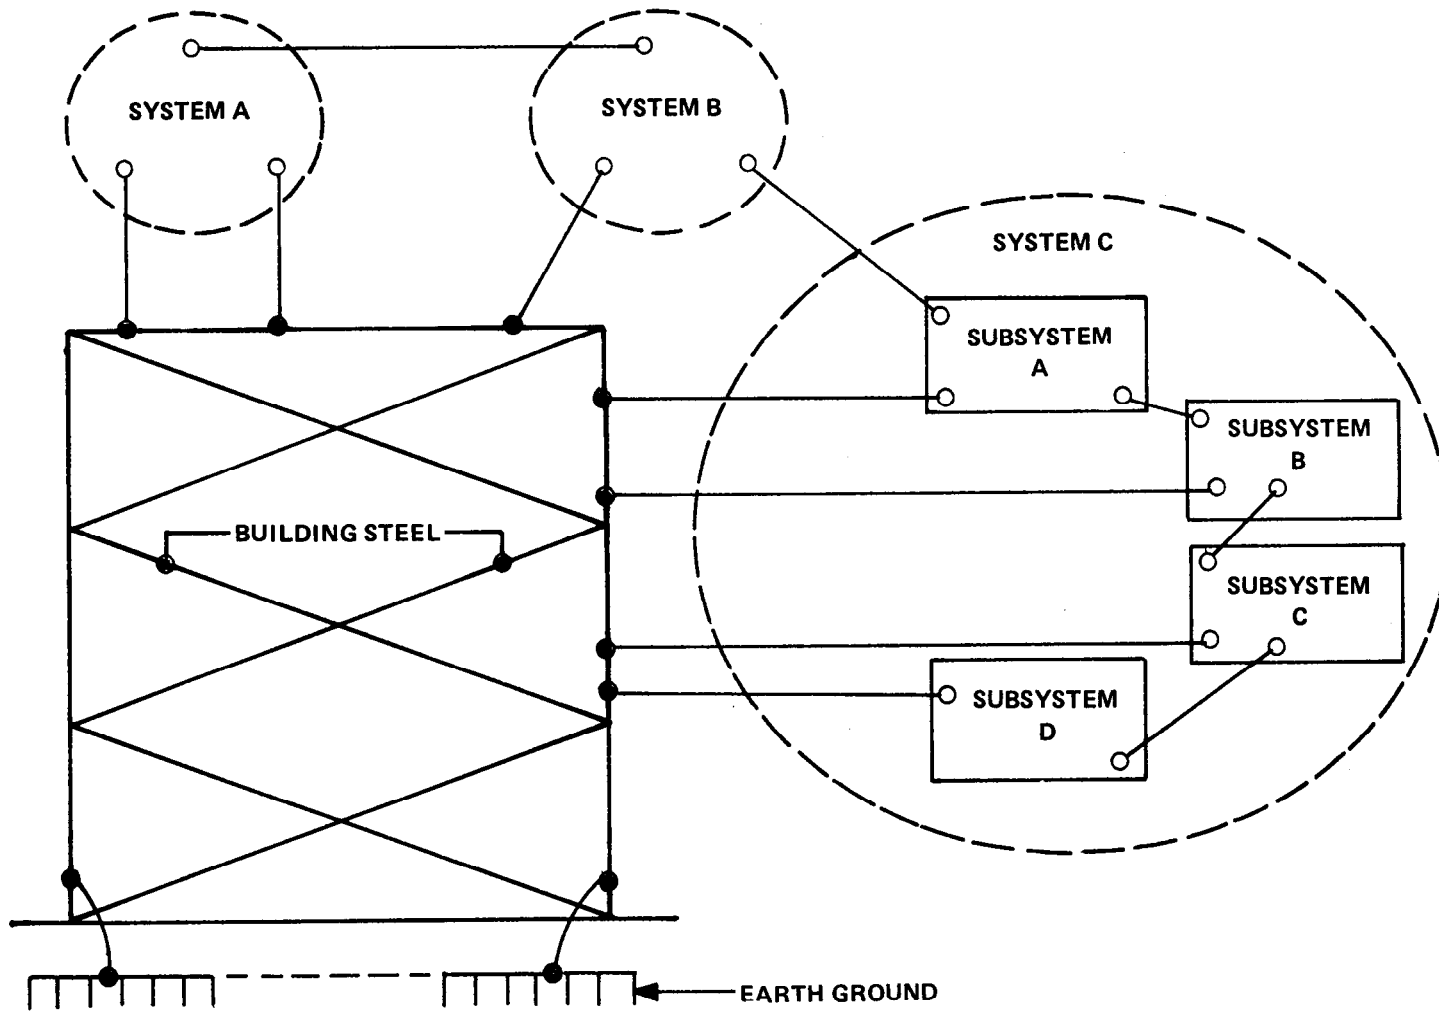 SYSTEM A
SYSTEM B
SYSTEM C
SUBSYSTEM
A
SUBSYSTEM
B
BUILDING STEEL
SUBSYSTEM
C
SUBSYSTEM
D
EARTH GROUND